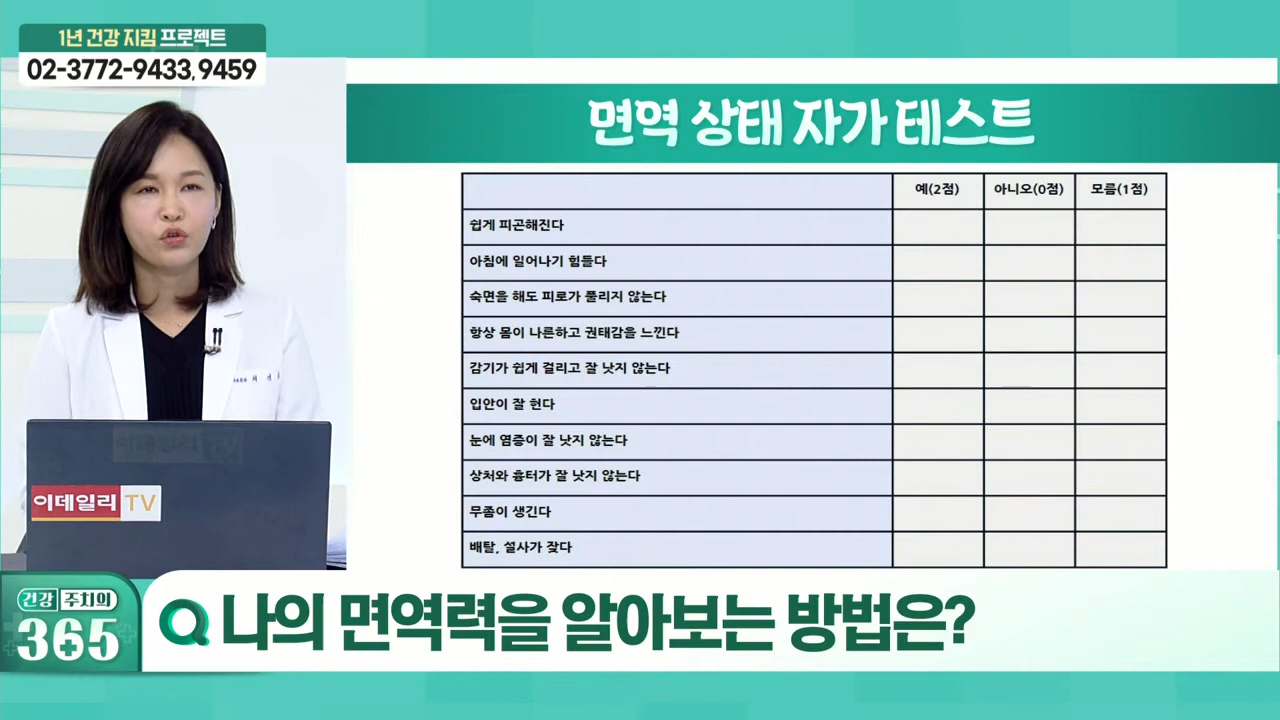 1년 건강 지킴 프로젝트
02-3772-9433, 9459
면역 상태 자가 테스트
예(2점) 아니오(0점) 모름(1점)
쉽게 피곤해진다
아침에 일어나기 힘들다
숙면을 해도 피로가 풀리지 않는다
항상 몸이 나른하고 권태감을 느낀다
감기가 쉽게 걸리고 잘 낫지 않는다
입안이 잘 헌다
눈에 염증이 잘 낫지 않는다
상처와 흉터가 잘 낫지 않는다
무좀이 생긴다
배탈, 설사가 잦다
이데일리 TV
건강 주치의
365
Q 나의 면역력을 알아보는 방법은?